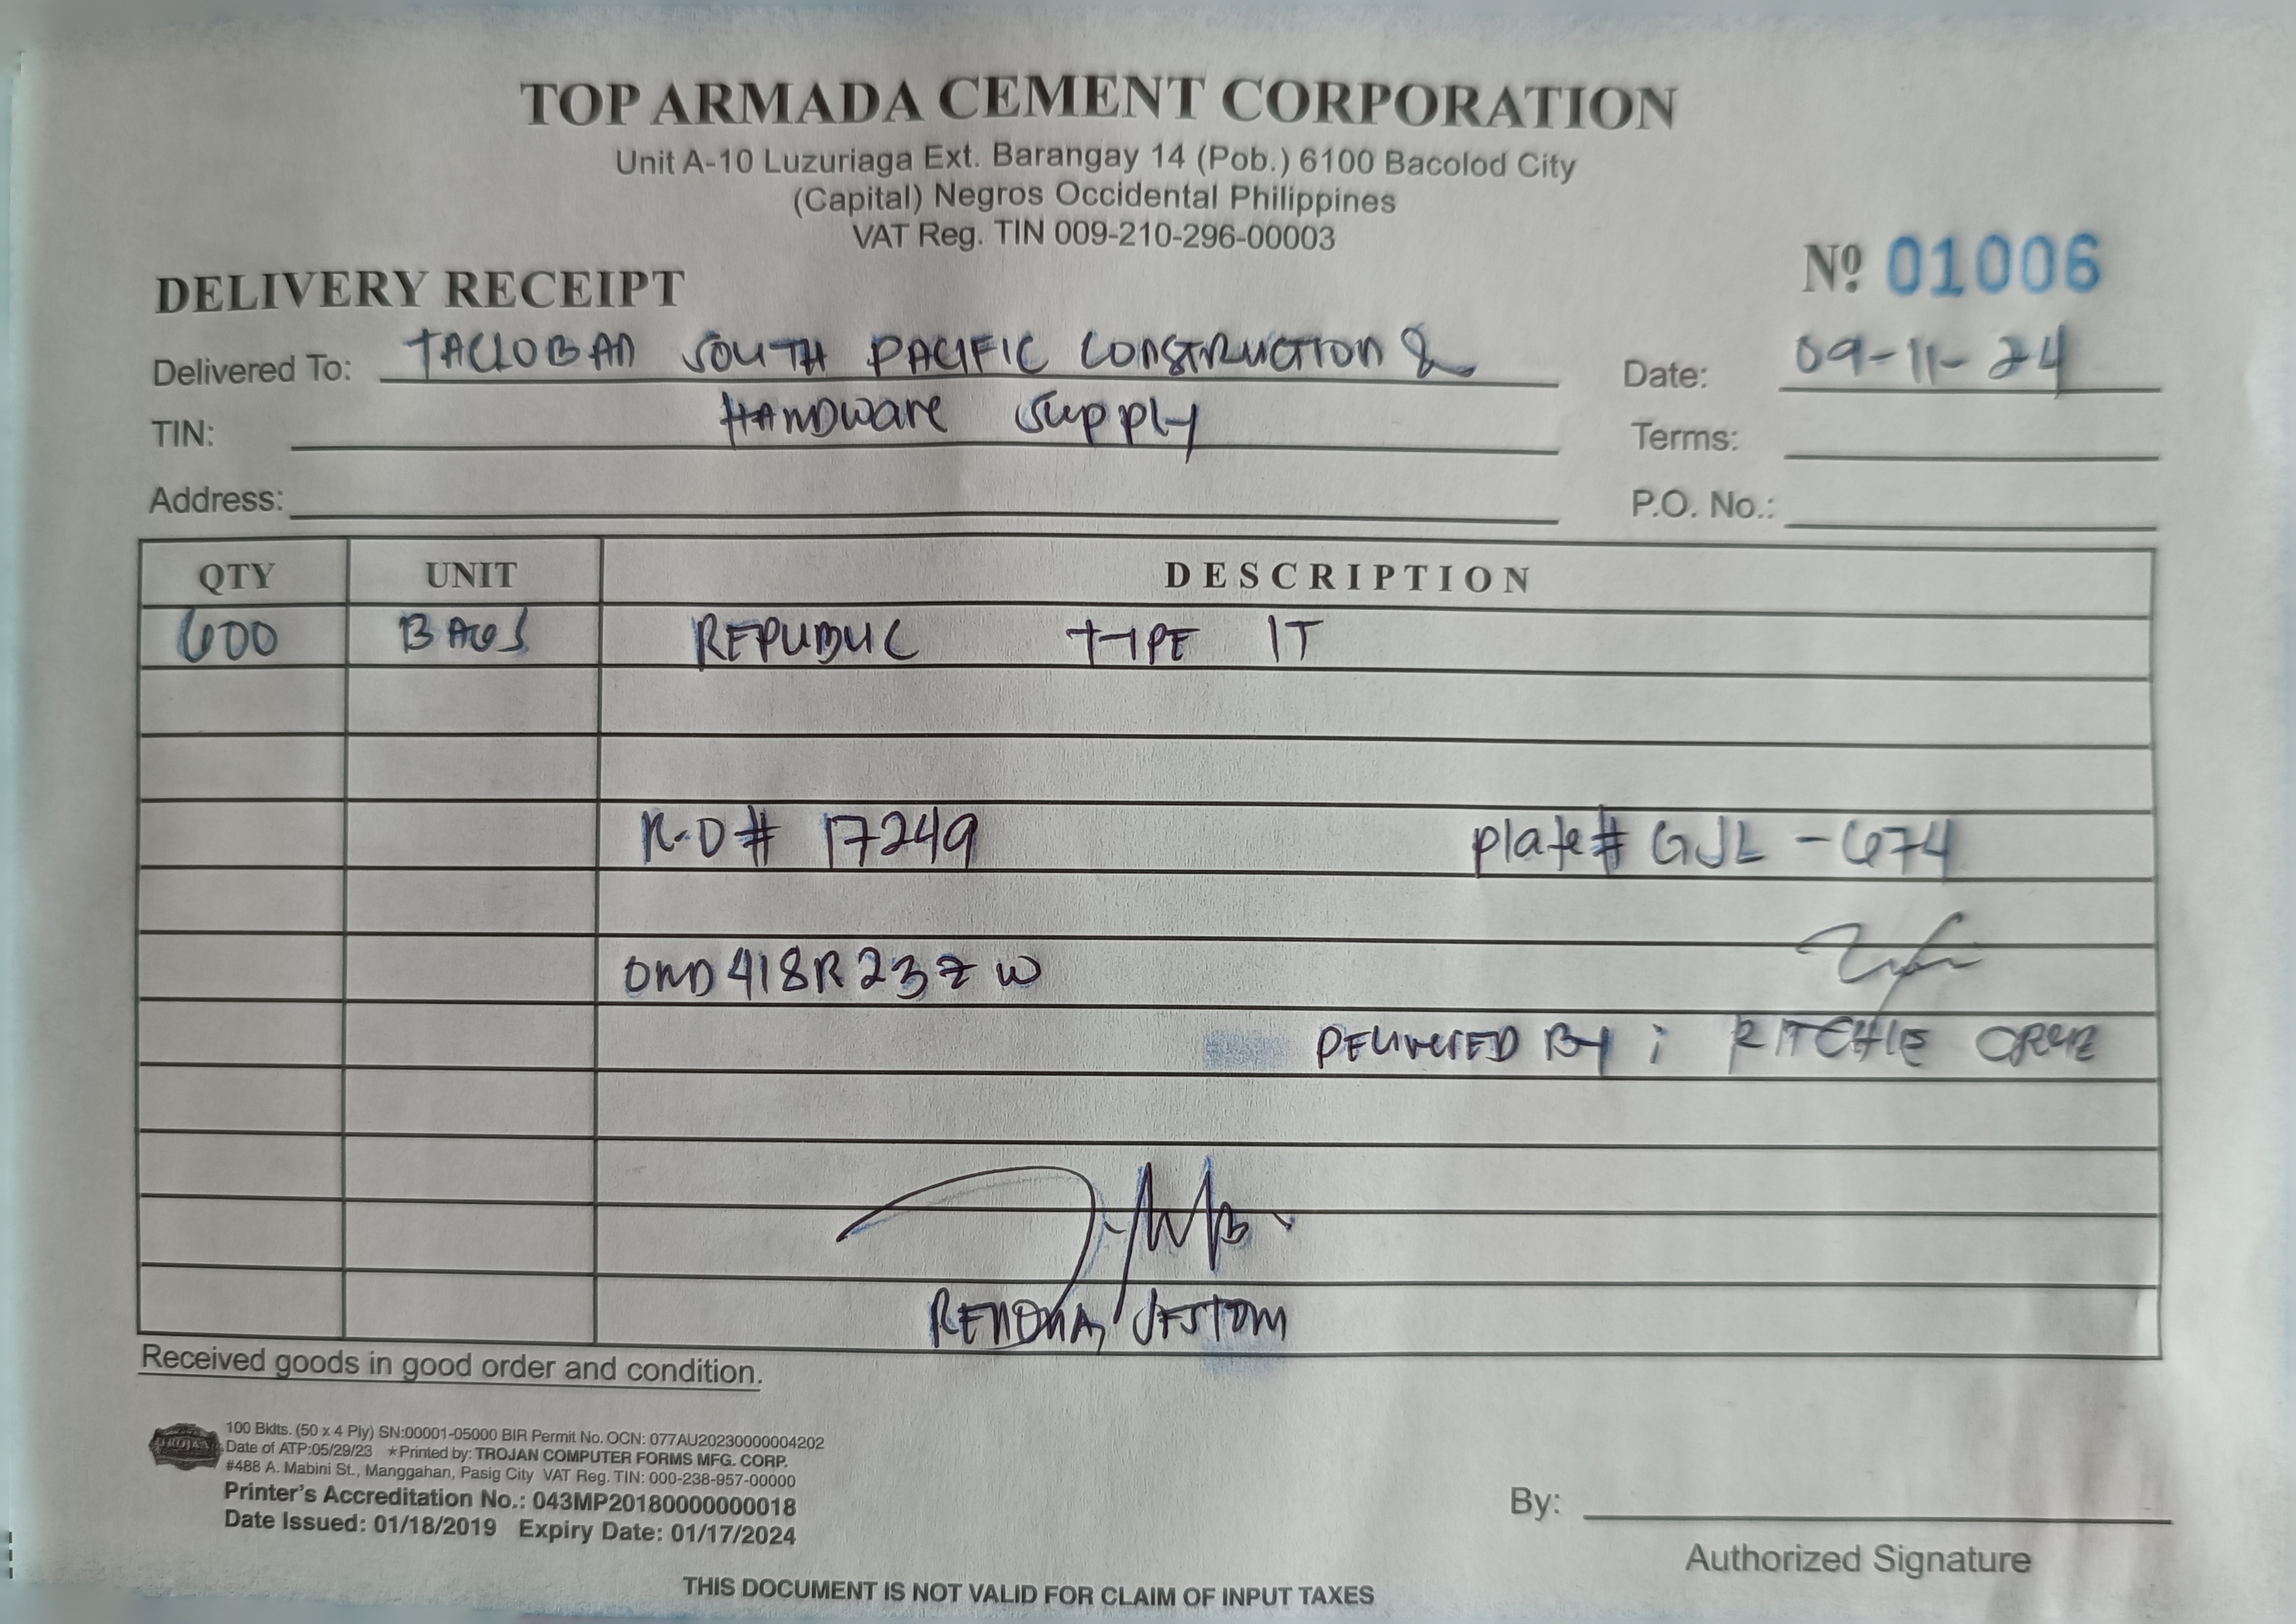 TOP ARMADA CEMENT CORPORATION
Unit A-10 Luzuriaga Ext. Barangay 14 (Pob.) 6100 Bacolod City
(Capital) Negros Occidental Philippines
VAT Reg. TIN 009-210-296-00003
DELIVERY RECEIPT
Nº 01006
Delivered To: TACLOBAN SOUTH PACIFIC CONSTRUCTION &
Date: 09-11-24
TIN: HARDware Supply
Terms:
Address:
P.O. No.:
QTY UNIT DESCRIPTION
600 BAGS REPUBLIC TYPE 1T
R-O# 17249 plate# GJL-674
418R237W
DELIVERED BY: RITCHIE
Received goods in good order and condition.
TROJAN
100 Bklts. (50 x 4 Ply) SN:00001-05000 BIR Permit No. OCN: 077AU20230000004202
Date of ATP:05/29/23 ★Printed by: TROJAN COMPUTER FORMS MFG. CORP.
#488 A. Mabini St., Manggahan, Pasig City VAT Reg. TIN: 000-238-957-00000
Printer's Accreditation No.: 043MP20180000000018
Date Issued: 01/18/2019 Expiry Date: 01/17/2024
By:
Authorized Signature
THIS DOCUMENT IS NOT VALID FOR CLAIM OF INPUT TAXES